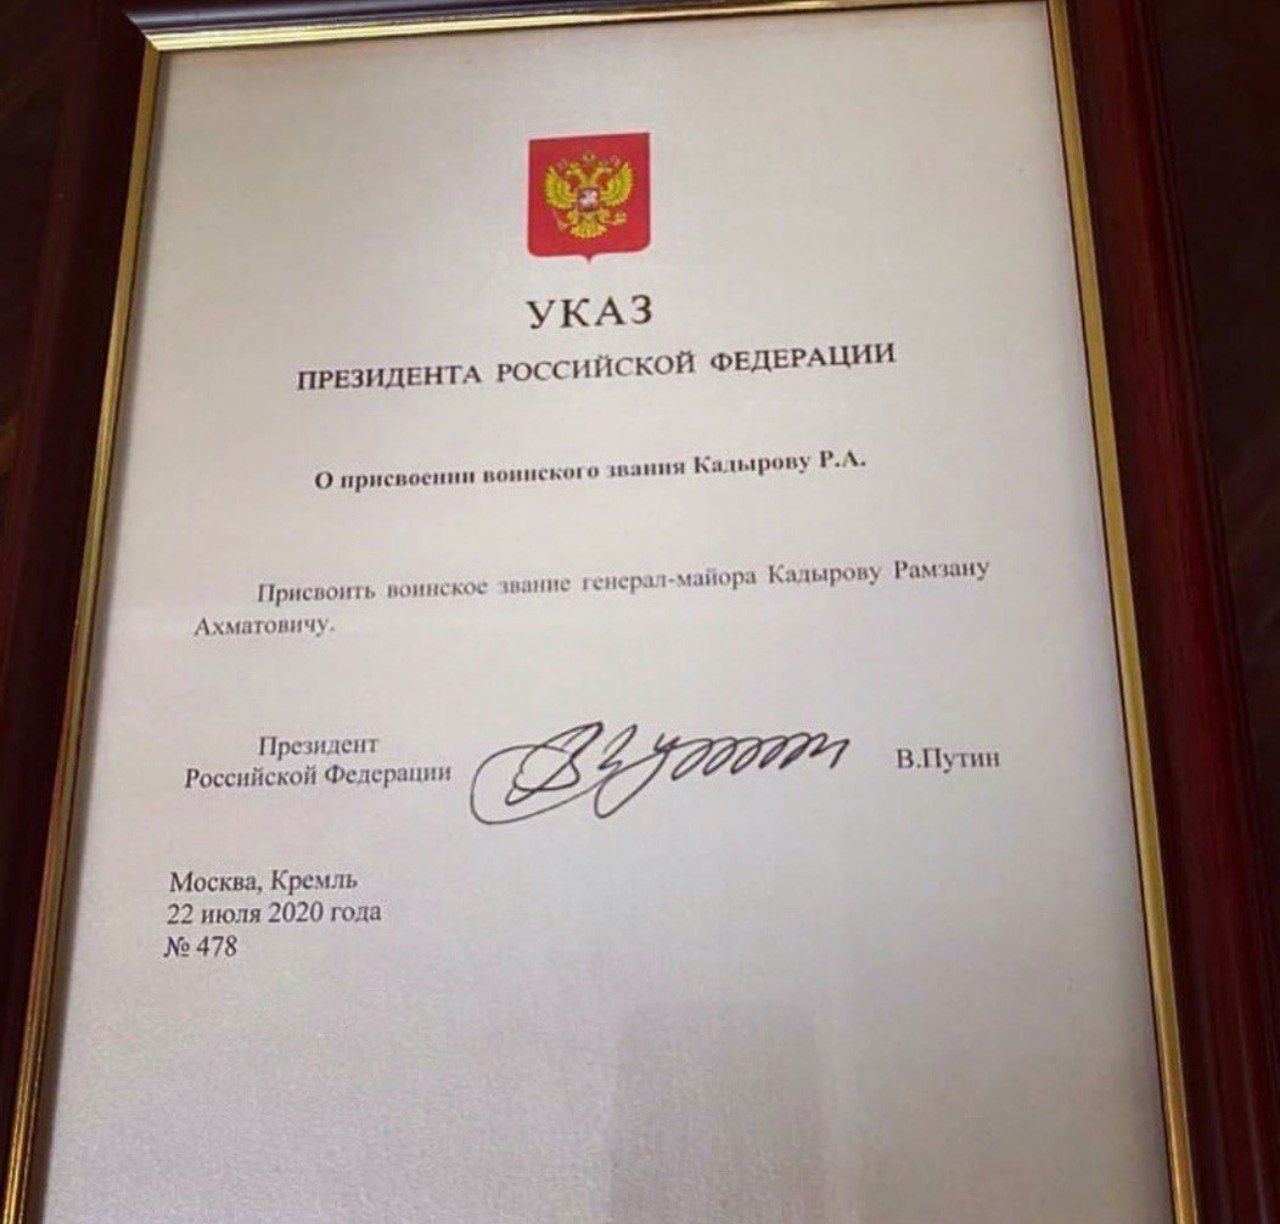 УКАЗ
ПРЕЗИДЕНТА РОССИЙСКОЙ ФЕДЕРАЦИИ
О присвоении воинского звания Кадырову Р.А.
Присвоить воинское звание генерал-майора Кадырову Рамзану
Ахматовичу.
Президент
Российской Федерации
В.Путин
Москва, Кремль
22 июля 2020 года
№ 478